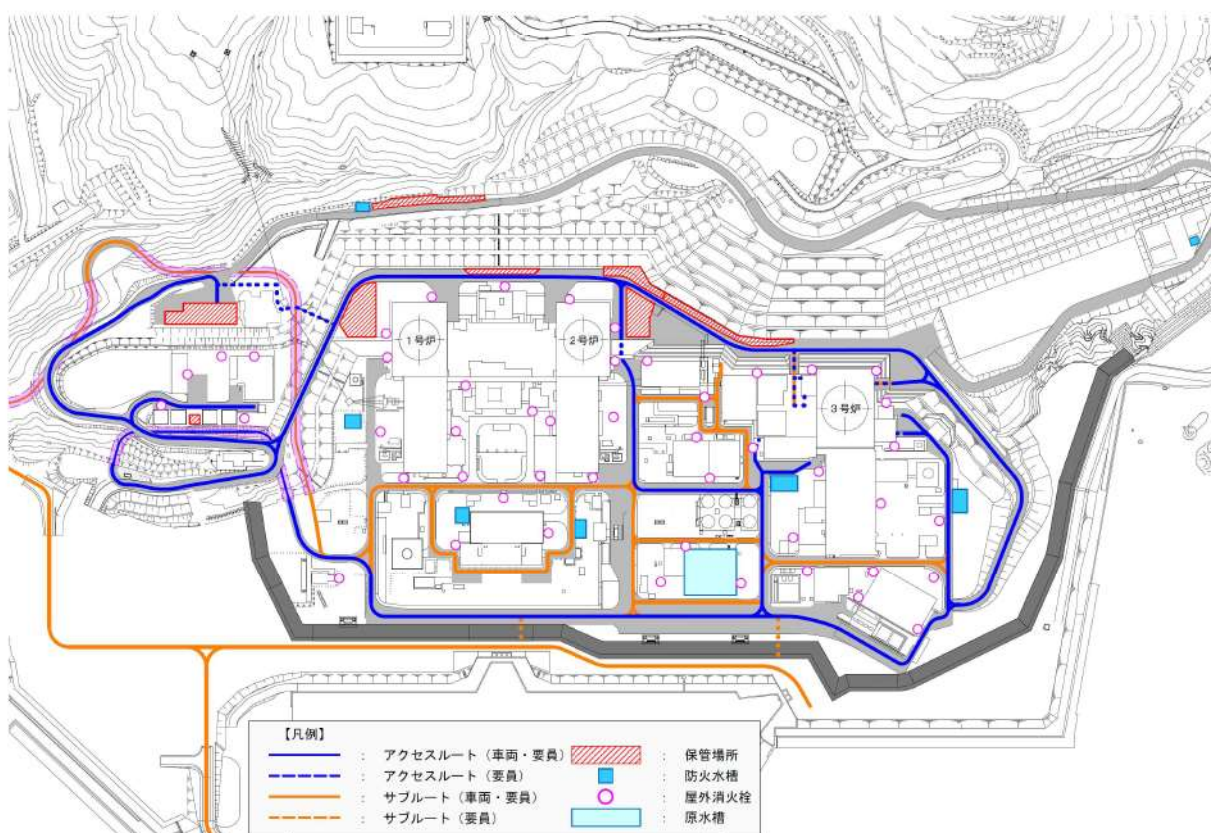 1号炉
2号炉
3号炉
【凡例】
： アクセスルート（車両・要員）
： 保管場所
： アクセスルート（要員）
： 防火水槽
： サブルート（車両・要員）
： 屋外消火栓
： サブルート（要員）
： 原水槽